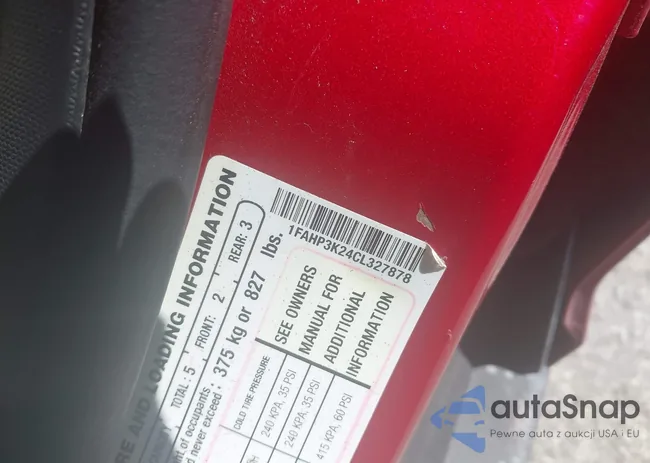 RE AND LOADING INFORMATION
TOTAL: 5 FRONT: 2 REAR: 3
nt of occupants
d never exceed: 375 kg or 827 lbs.
1FAHP3K24CL327878
COLD TIRE PRESSURE
240 KPA, 35 PSI
240 KPA, 35 PSI
415 KPA, 60 PSI
SEE OWNERS
MANUAL FOR
ADDITIONAL
INFORMATION
autaSnap
Pewne auta z aukcji USA i EU